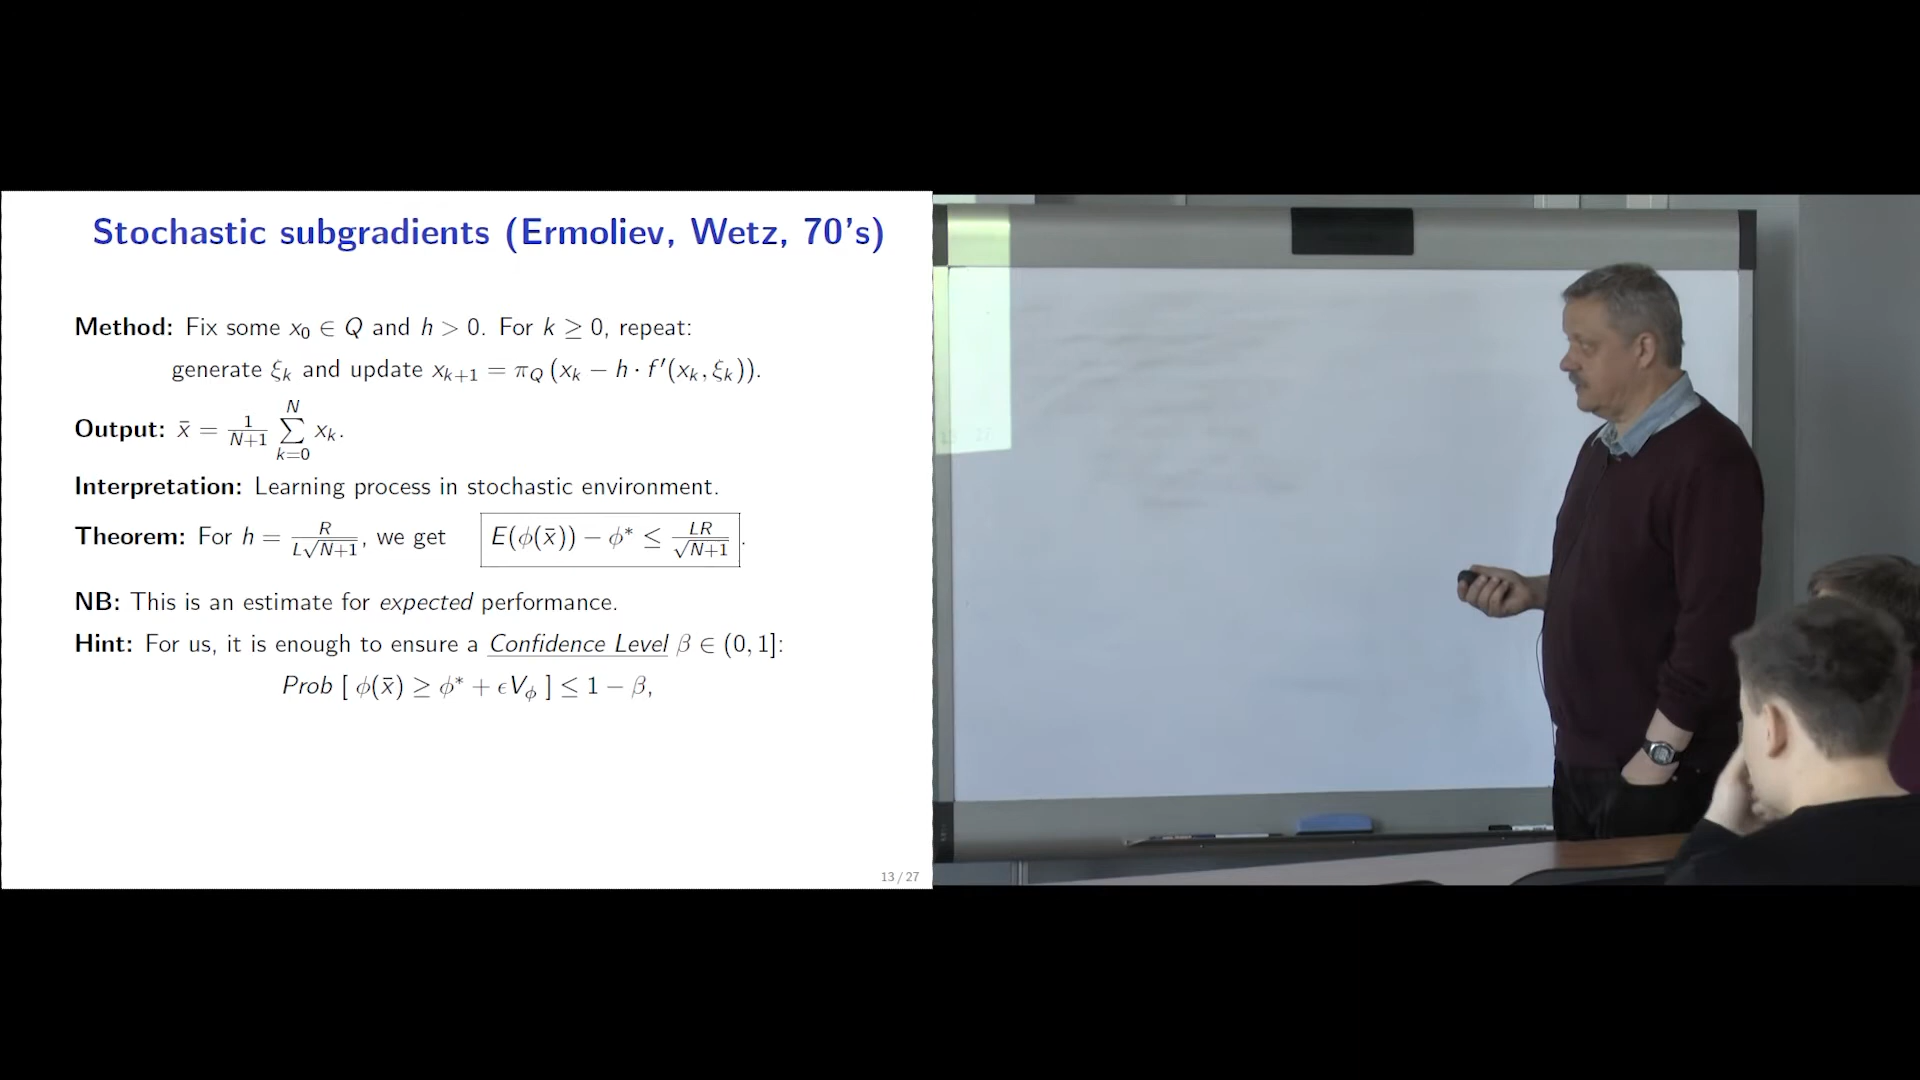 Stochastic subgradients (Ermoliev, Wetz, 70's)
Method: Fix some x₀ ∈ Q and h > 0. For k ≥ 0, repeat:
generate ξₖ and update xₖ₊₁ = π_Q (xₖ − h · f′(xₖ, ξₖ)).
Output: x̄ = 1/(N+1) ∑_{k=0}^{N} xₖ.
Interpretation: Learning process in stochastic environment.
Theorem: For h = R/(L√(N+1)), we get E(ϕ(x̄)) − ϕ* ≤ LR/√(N+1).
NB: This is an estimate for expected performance.
Hint: For us, it is enough to ensure a Confidence Level β ∈ (0, 1]:
Prob [ ϕ(x̄) ≥ ϕ* + ϵV_ϕ ] ≤ 1 − β,
13 / 27